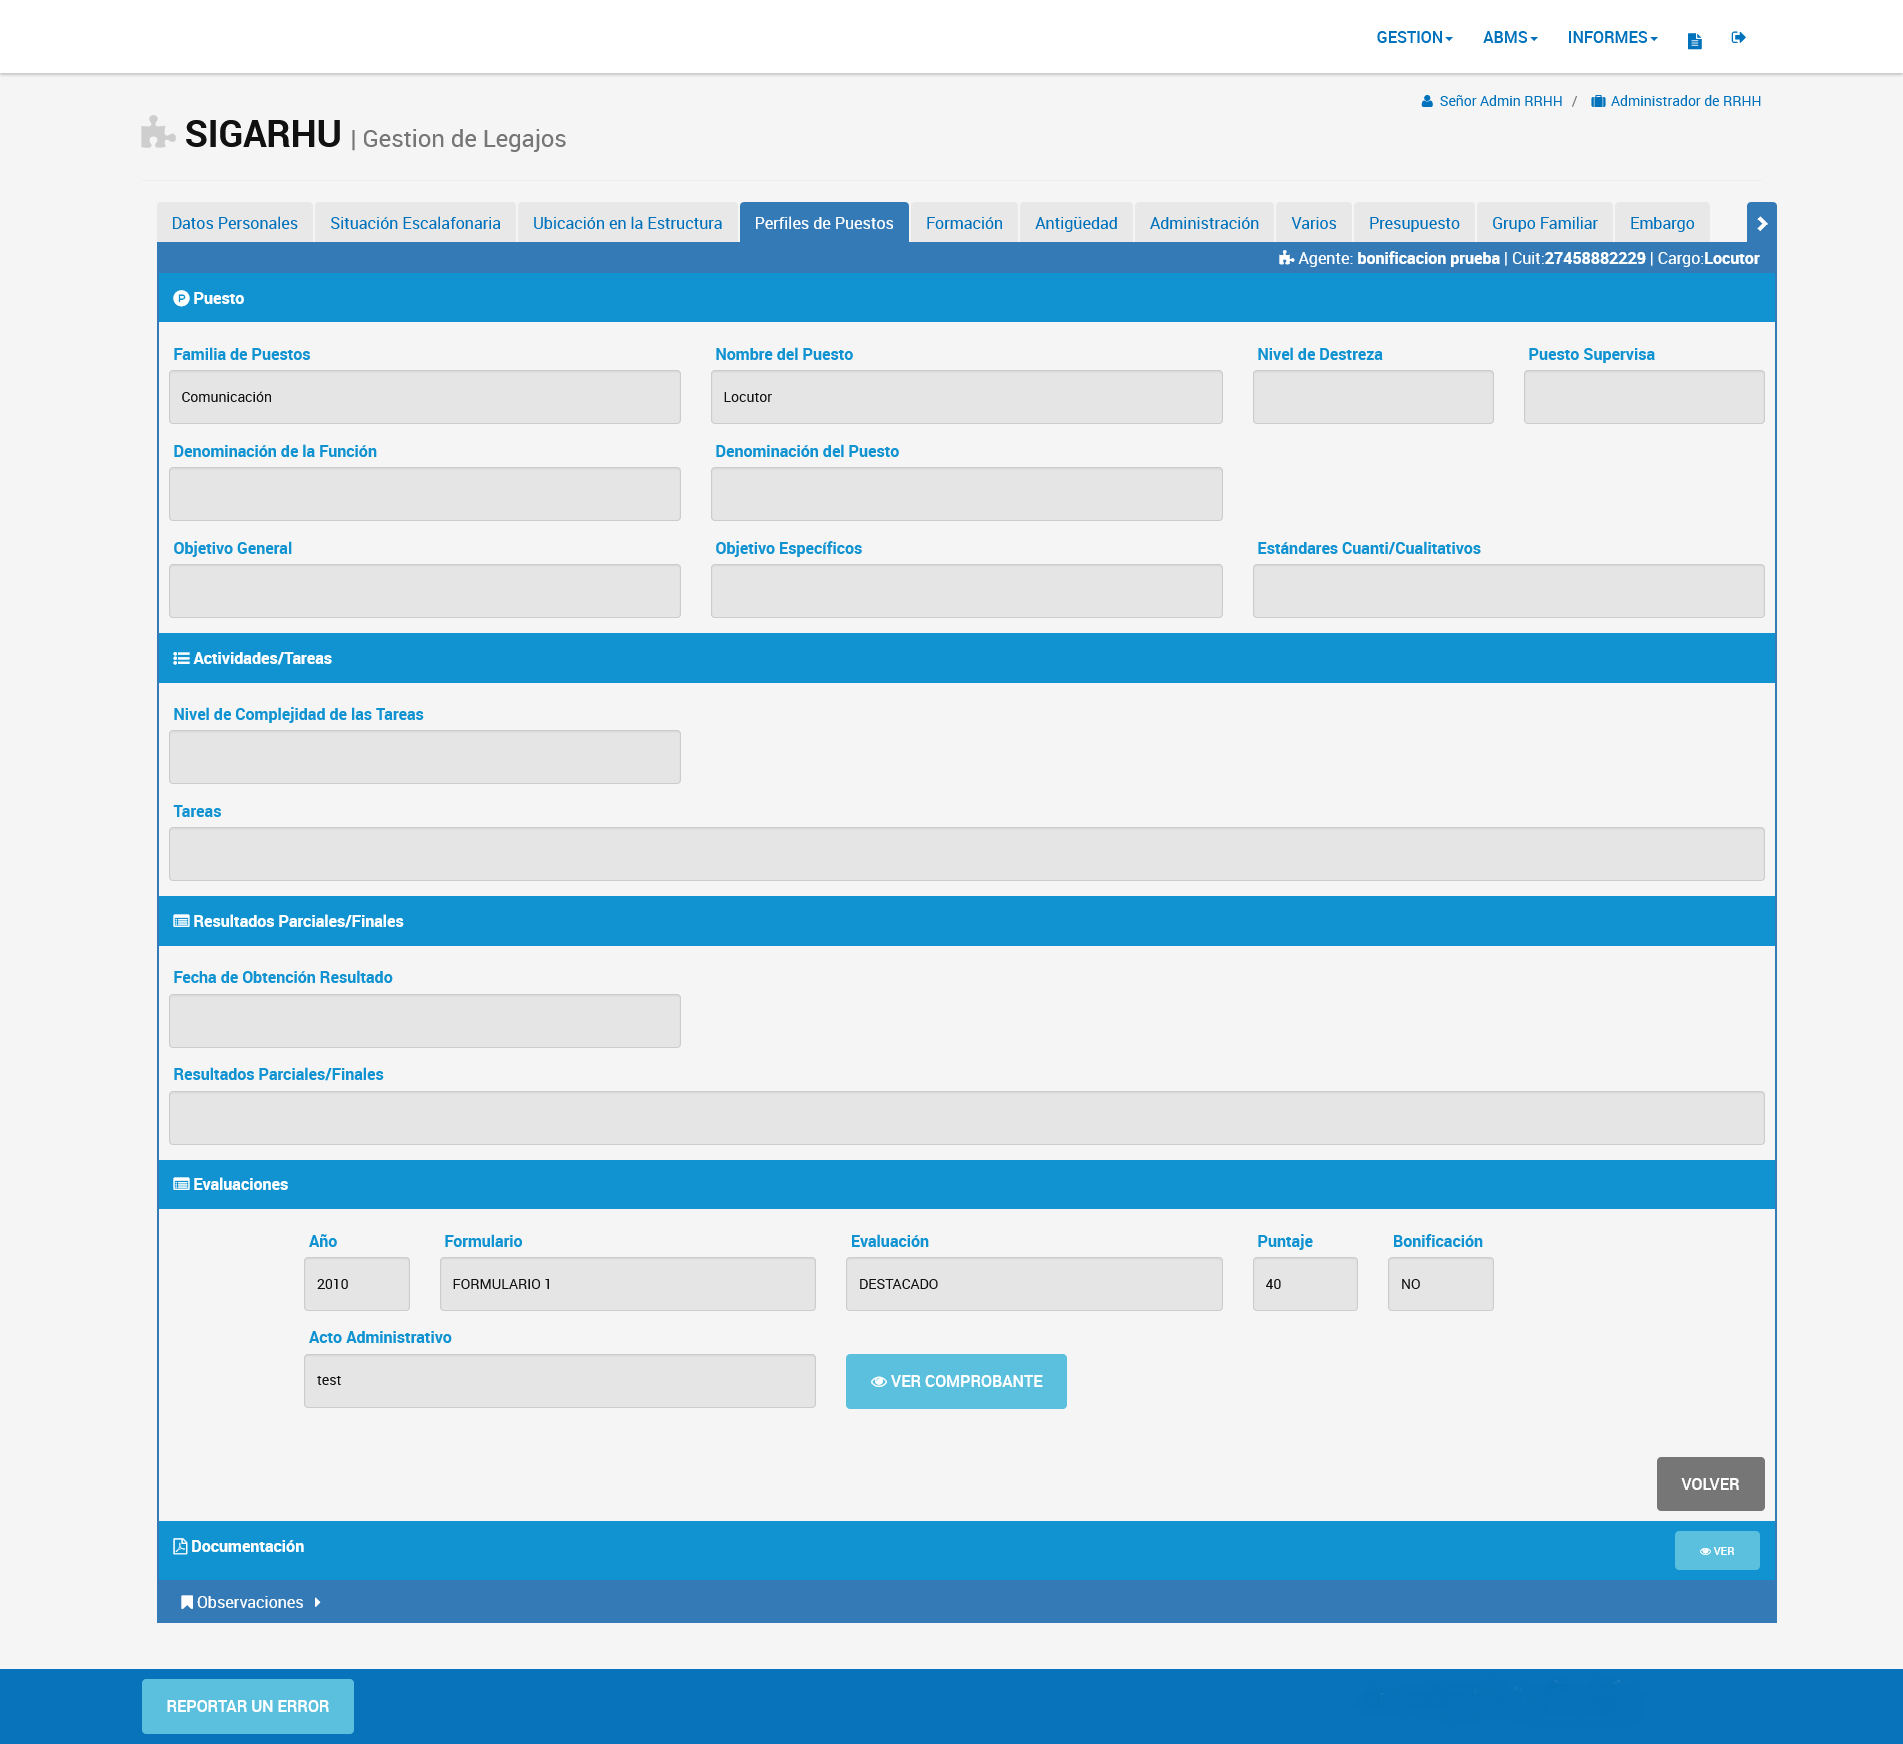 GESTION ABMS INFORMES
Señor Admin RRHH / Administrador de RRHH
SIGARHU | Gestion de Legajos
Datos Personales Situación Escalafonaria Ubicación en la Estructura Perfiles de Puestos Formación Antigüedad Administración Varios Presupuesto Grupo Familiar Embargo
Agente: bonificacion prueba | Cuit:27458882229 | Cargo:Locutor
Puesto
Familia de Puestos Nombre del Puesto Nivel de Destreza Puesto Supervisa
Comunicación Locutor
Denominación de la Función Denominación del Puesto
Objetivo General Objetivo Específicos Estándares Cuanti/Cualitativos
Actividades/Tareas
Nivel de Complejidad de las Tareas
Tareas
Resultados Parciales/Finales
Fecha de Obtención Resultado
Resultados Parciales/Finales
Evaluaciones
Año Formulario Evaluación Puntaje Bonificación
2010 FORMULARIO 1 DESTACADO 40 NO
Acto Administrativo
test VER COMPROBANTE
VOLVER
Documentación VER
Observaciones
REPORTAR UN ERROR